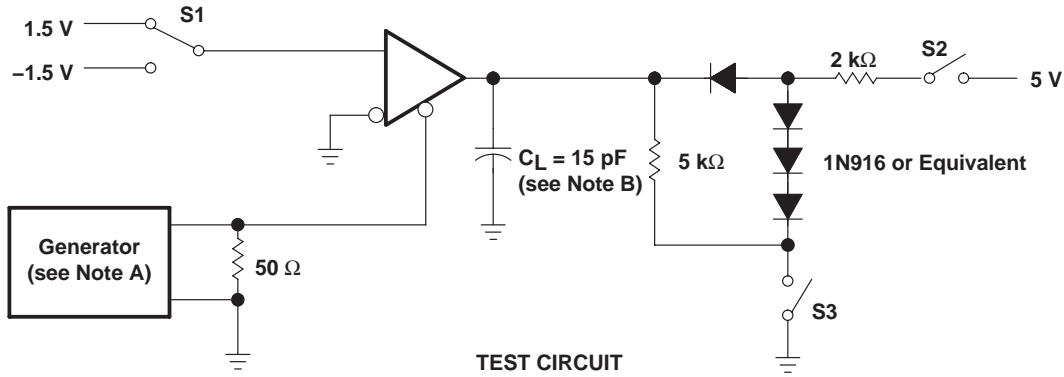 S1
1.5 V
–1.5 V
S2
2 kΩ
5 V
CL = 15 pF
(see Note B)
5 kΩ
1N916 or Equivalent
Generator
(see Note A)
50 Ω
S3
TEST CIRCUIT